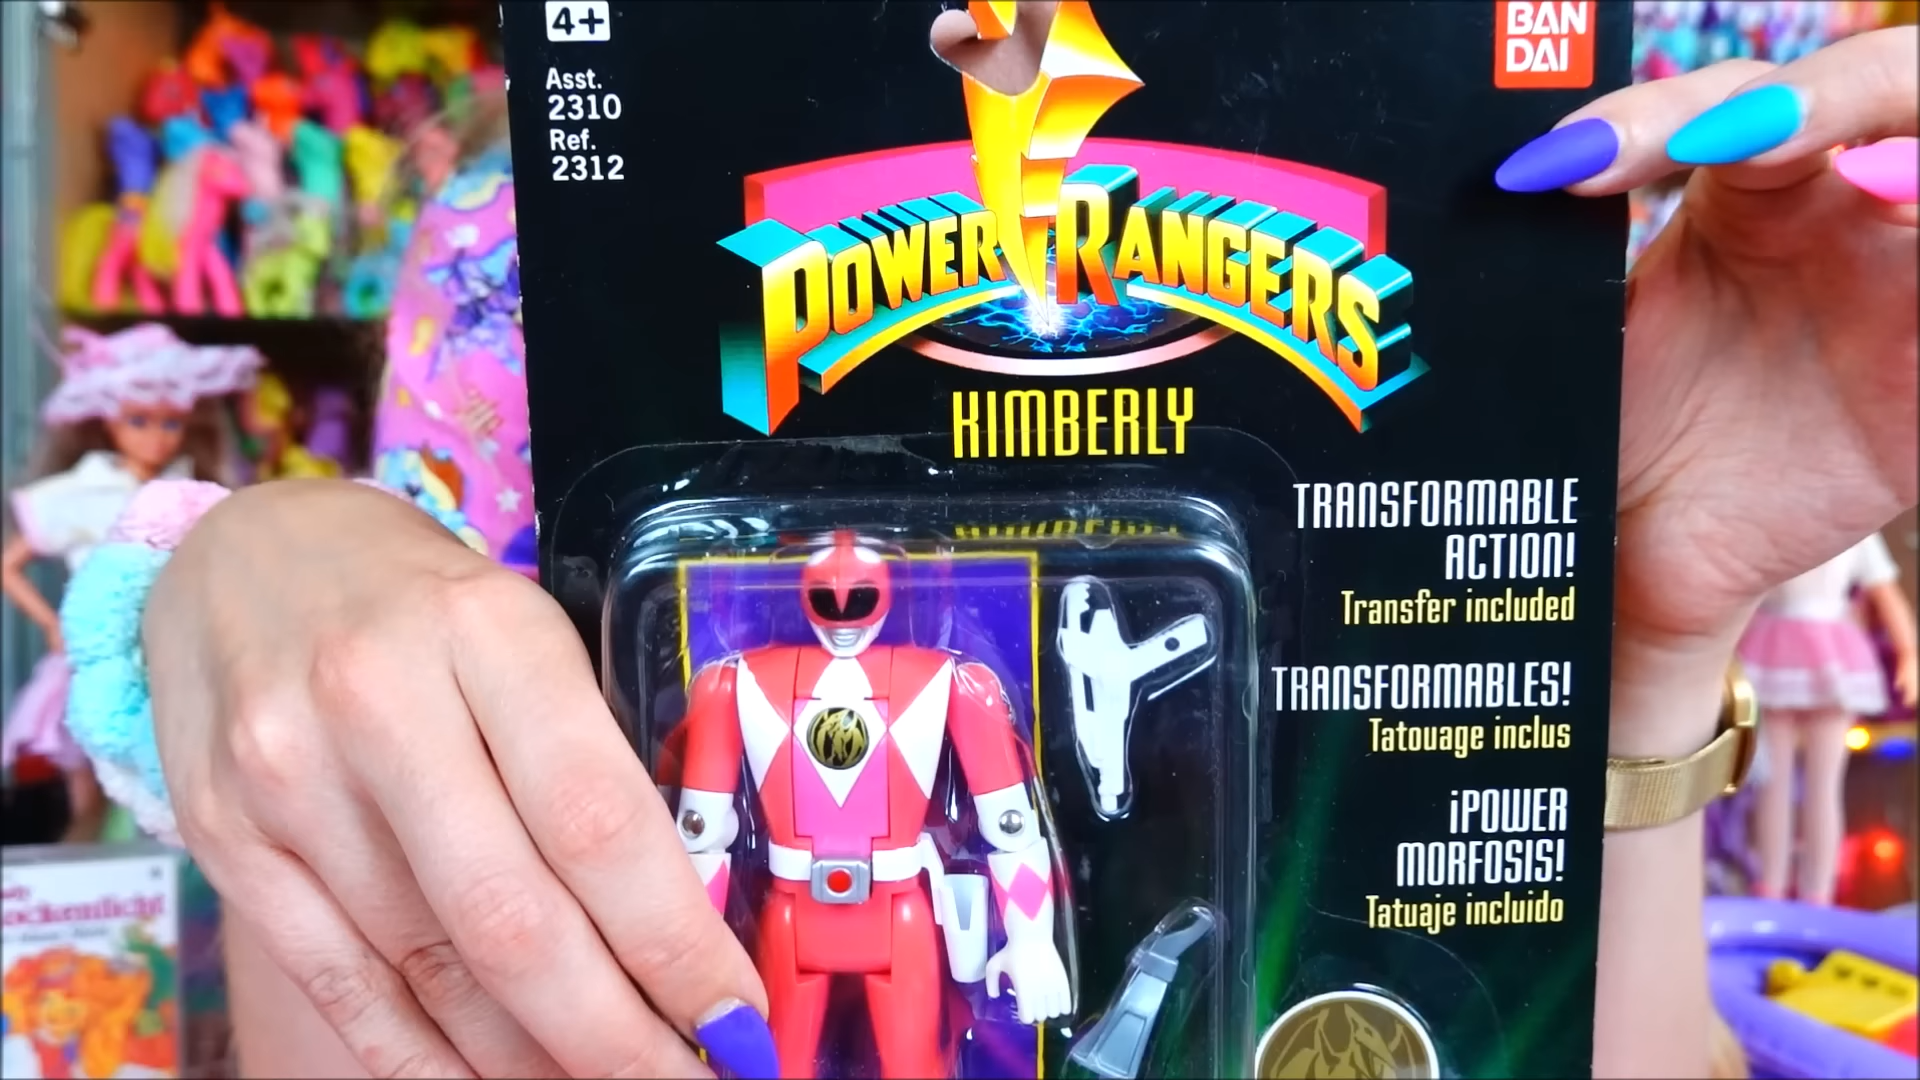 4+
Asst.
2310
Ref.
2312
BAN
DAI
POWER RANGERS
KIMBERLY
TRANSFORMABLE
ACTION!
Transfer included
TRANSFORMABLES!
Tatouage inclus
¡POWER
MORFOSIS!
Tatuaje incluido